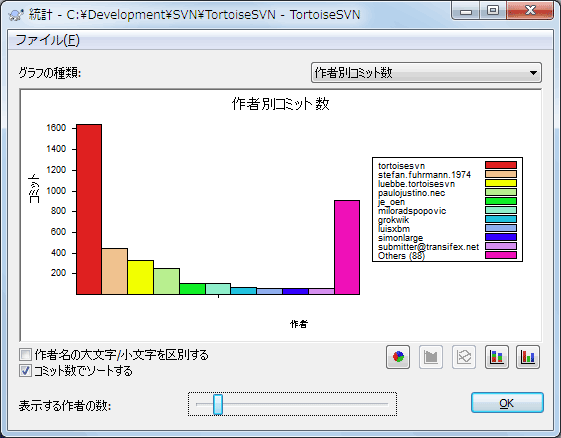 統計 - C:¥Development¥SVN¥TortoiseSVN - TortoiseSVN
ファイル(F)
グラフの種類:
作者別コミット数
作者別コミット数
コミット
1600
1400
1200
1000
800
600
400
200
作者
tortoisesvn
stefan.fuhrmann.1974
luebbe.tortoisesvn
paulojustino.nec
je_oen
miloradspopovic
grokwik
luisxbm
simonlarge
submitter@transifex.net
Others (88)
作者名の大文字/小文字を区別する
コミット数でソートする
表示する作者の数:
OK